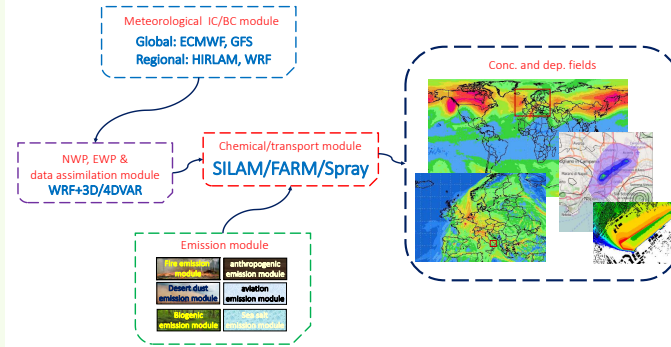 Meteorological IC/BC module
Global: ECMWF, GFS
Regional: HIRLAM, WRF
NWP, EWP &
data assimilation module
WRF+3D/4DVAR
Chemical/transport module
SILAM/FARM/Spray
Conc. and dep. fields
Emission module
Fire emission
module
anthropogenic
emission module
Desert dust
emission module
aviation
emission module
Biogenic
emission module
Sea salt
emission module